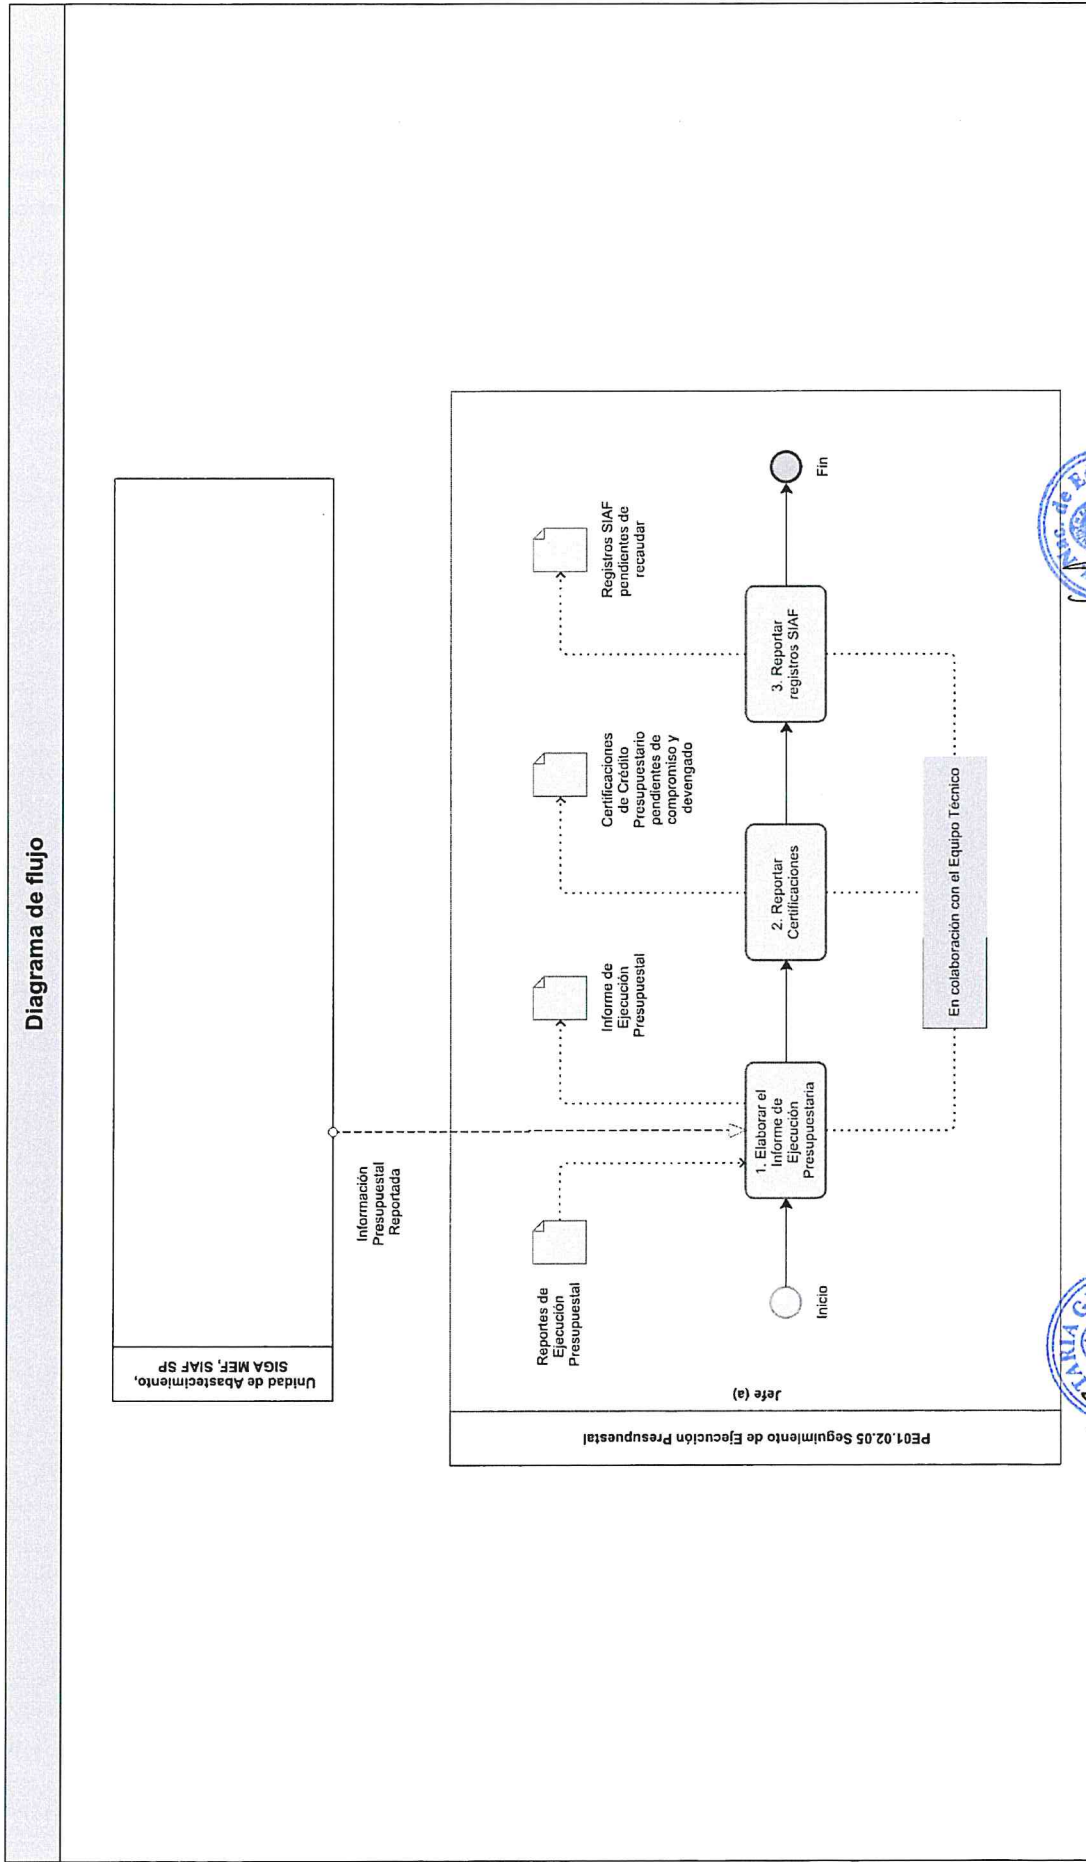 Diagrama de flujo
Unidad de Abastecimiento,
SIGA MEF, SIAF SP
Información
Presupuestal
Reportada
PE01.02.05 Seguimiento de Ejecución Presupuestal
Jefe (a)
Reportes de
Ejecución
Presupuestal
Informe de
Ejecución
Presupuestal
Certificaciones
de Crédito
Presupuestario
pendientes de
compromiso y
devengado
Registros SIAF
pendientes de
recaudar
Inicio
1. Elaborar el
Informe de
Ejecución
Presupuestaria
2. Reportar
Certificaciones
3. Reportar
registros SIAF
Fin
En colaboración con el Equipo Técnico
Nac. de